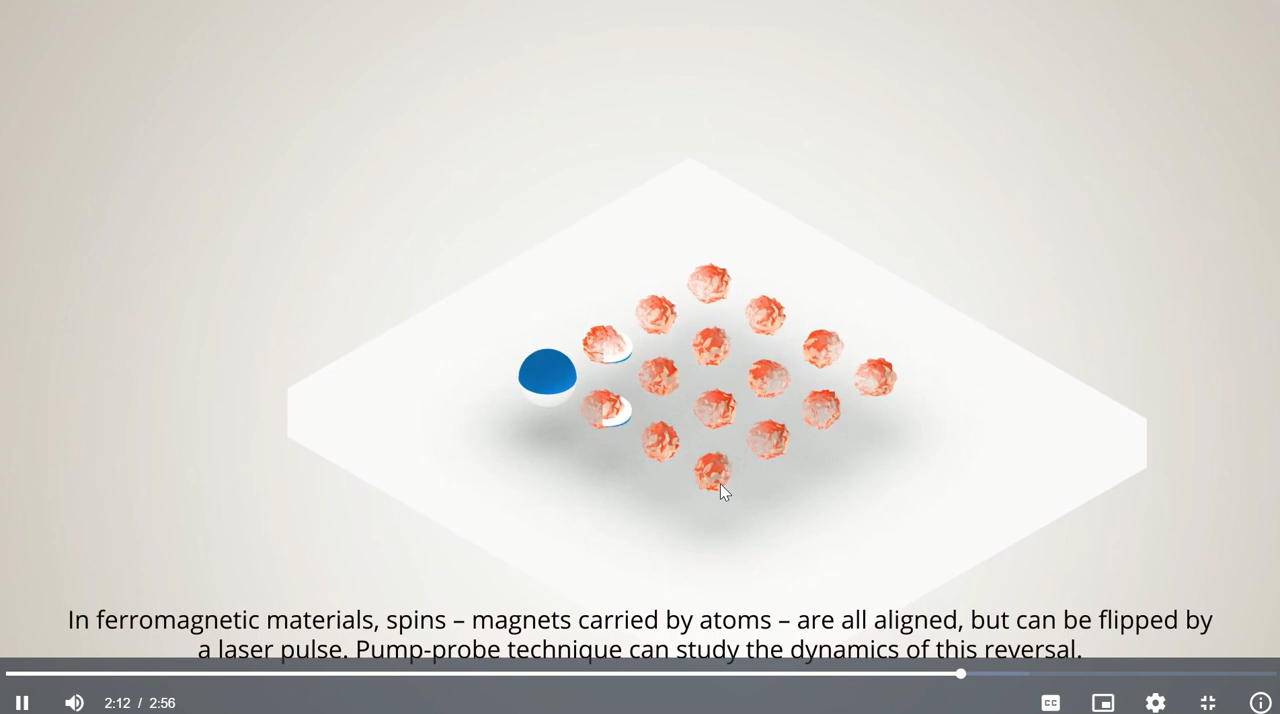 In ferromagnetic materials, spins – magnets carried by atoms – are all aligned, but can be flipped by
a laser pulse. Pump-probe technique can study the dynamics of this reversal.
2:12 / 2:56
CC